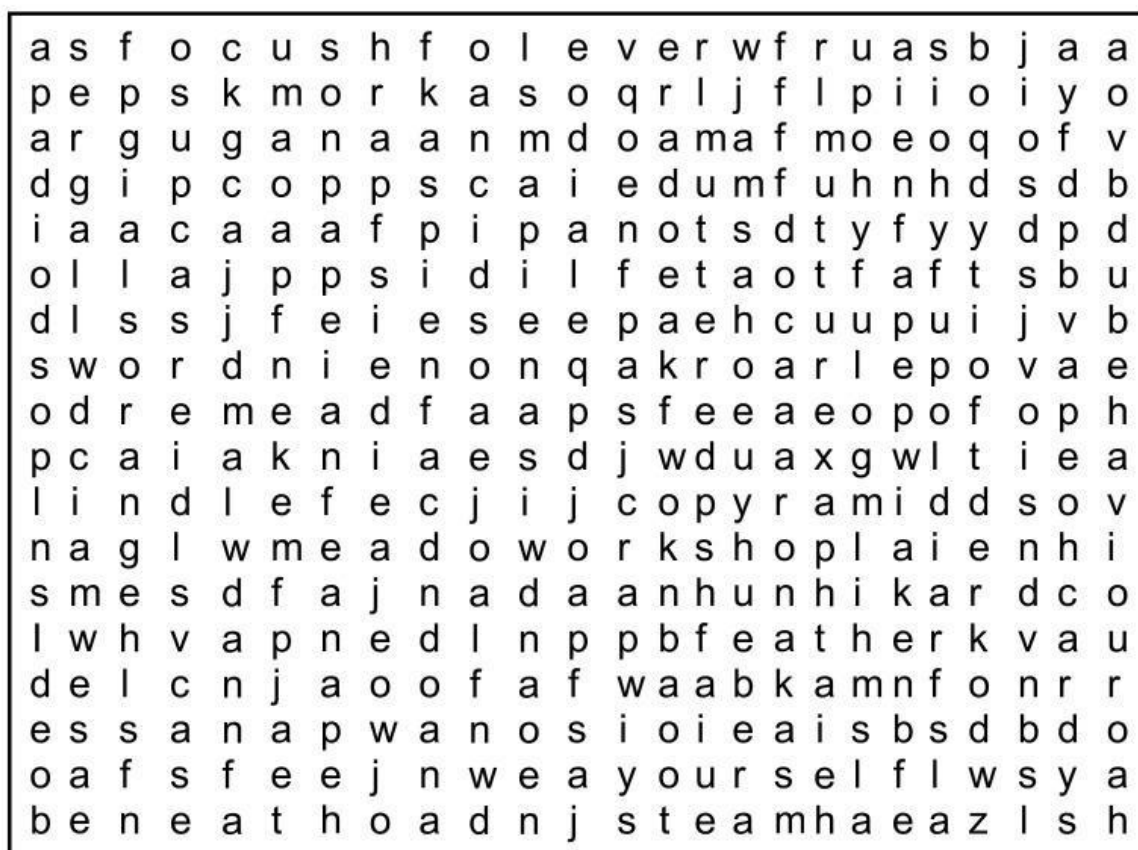 a s f o c u s h f o l e v e r w f r u a s b j a a
p e p s k m o r k a s o q r l j f l p i i o i y o
a r g u g a n a a n m d o a m a f m o e o q o f v
d g i p c o p p s c a i e d u m f u h n h d s d b
i a a c a a a f p i p a n o t s d t y f y y d p d
o l l a j p p s i d i l f e t a o t f a f t s b u
d l s s j f e i e s e e p a e h c u u p u i j v b
s w o r d n i e n o n q a k r o a r l e p o v a e
o d r e m e a d f a a p s f e e a e o p o f o p h
p c a i a k n i a e s d j w d u a x g w l t i e a
l i n d l e f e c j i j c o p y r a m i d d s o v
n a g l w m e a d o w o r k s h o p l a i e n h i
s m e s d f a j n a d a a n h u n h i k a r d c o
l w h v a p n e d l n p p b f e a t h e r k v a u
d e l c n j a o o f a f w a a b k a m n f o n r r
e s s a n a p w a n o s i o i e a i s b s d b d o
o a f s f e e j n w e a y o u r s e l f l w s y a
b e n e a t h o a d n j s t e a m h a e a z l s h